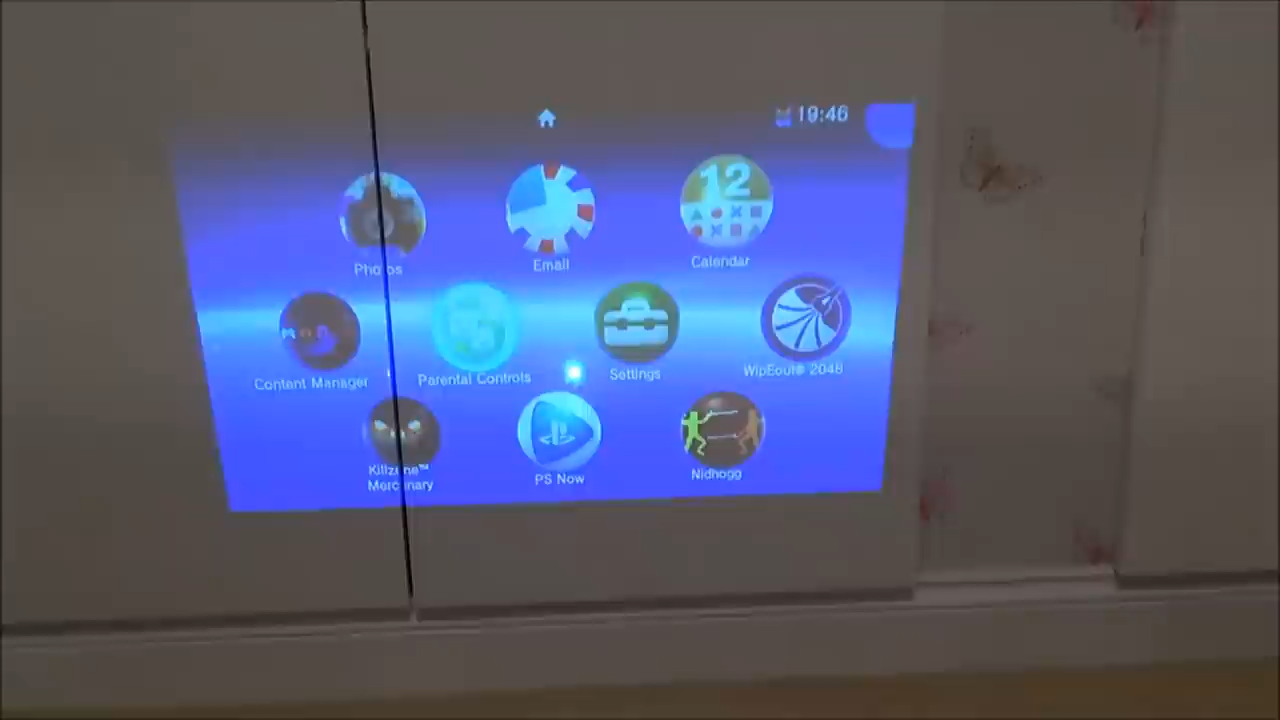 19:46
12
Photos
Email
Calendar
Content Manager
Parental Controls
Settings
WipEout® 2048
Killzone™
Mercenary
PS Now
Nidhogg